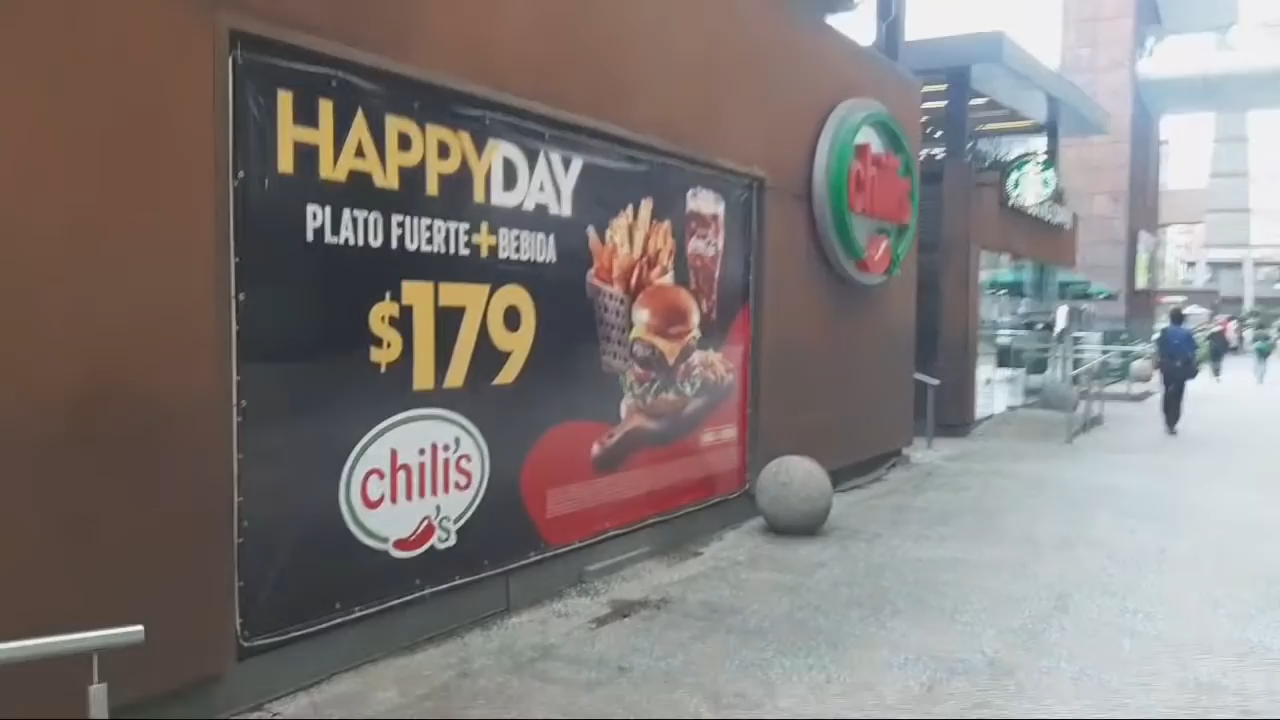 HAPPYDAY
PLATO FUERTE+BEBIDA
$179
chili's
's
chili's